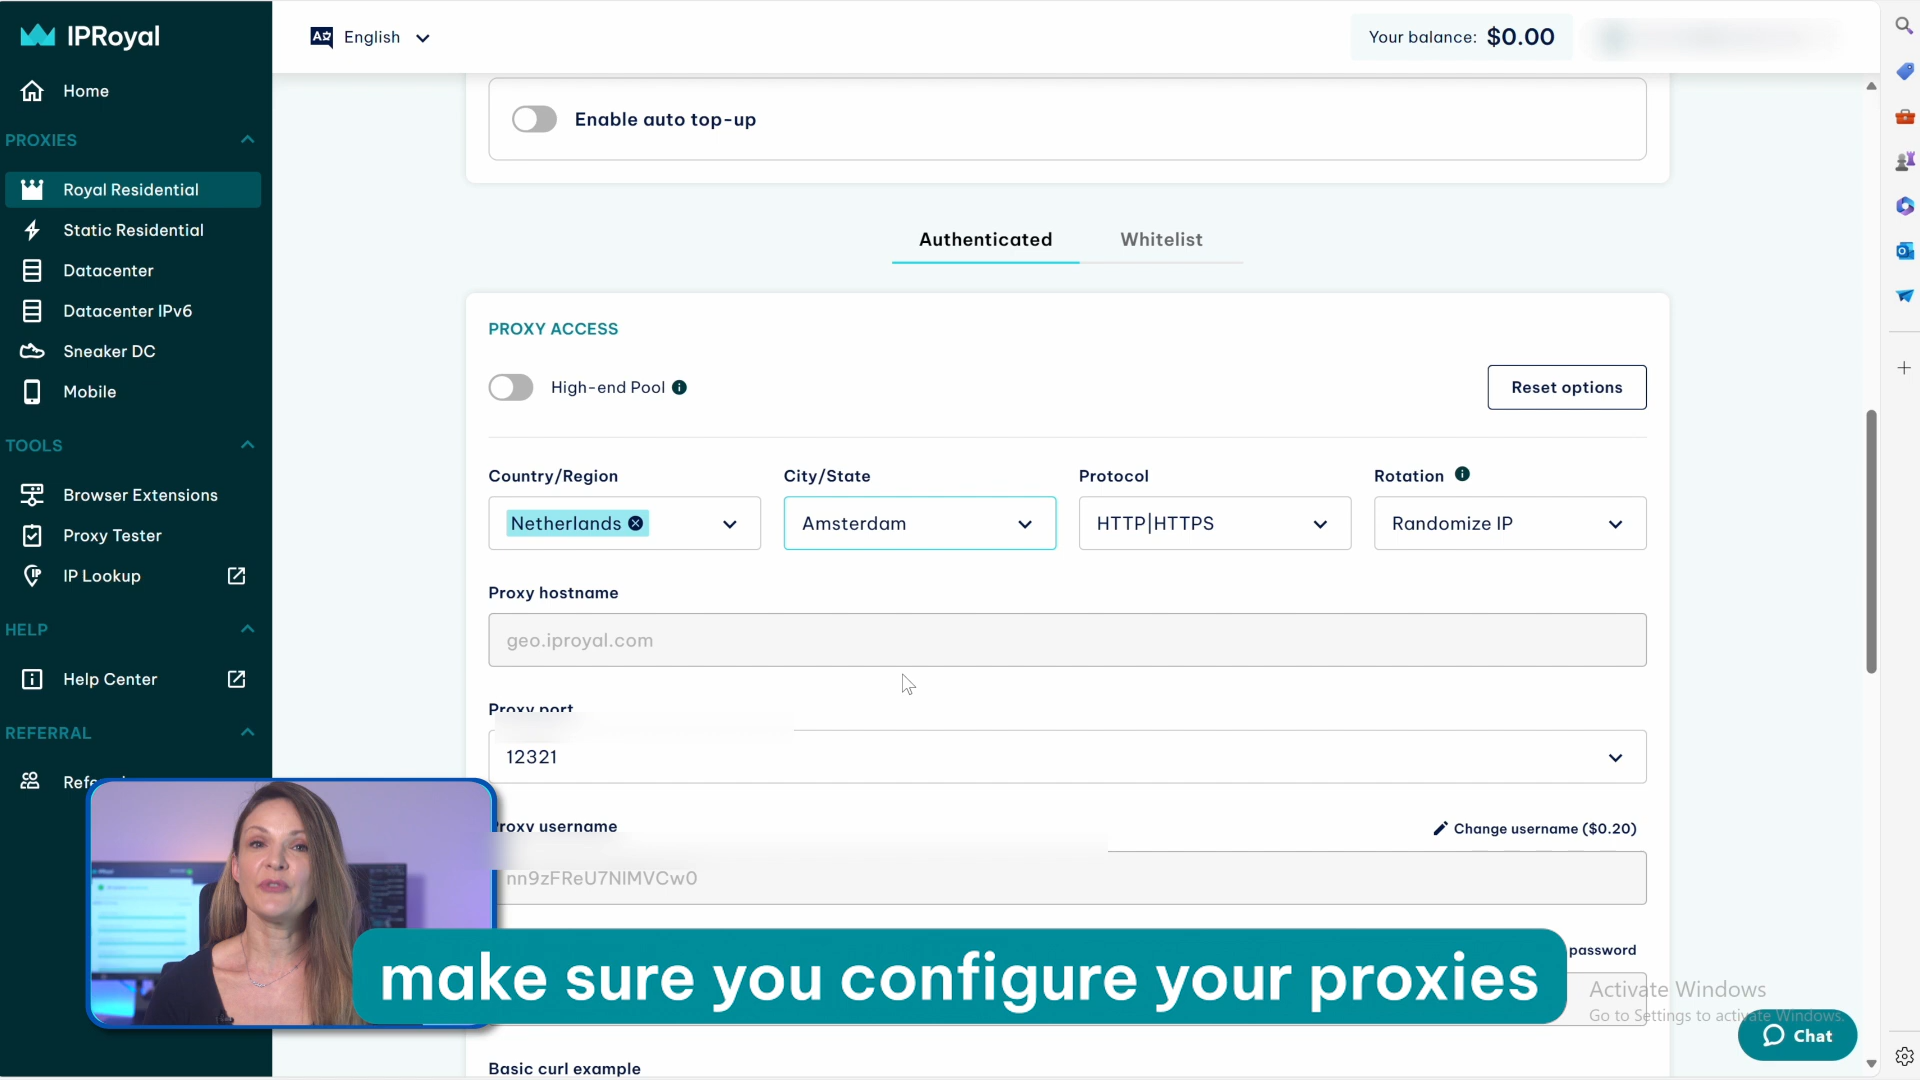 IPRoyal
English
Your balance: $0.00
Home
PROXIES
Royal Residential
Static Residential
Datacenter
Datacenter IPv6
Sneaker DC
Mobile
TOOLS
Browser Extensions
Proxy Tester
IP Lookup
HELP
Help Center
REFERRAL
Enable auto top-up
Authenticated
Whitelist
PROXY ACCESS
High-end Pool
Reset options
Country/Region
City/State
Protocol
Rotation
Netherlands
Amsterdam
HTTP|HTTPS
Randomize IP
Proxy hostname
geo.iproyal.com
Proxy port
12321
Proxy username
Change username ($0.20)
nn9zFReU7NIMVCw0
password
make sure you configure your proxies
Activate Windows
Go to Settings to activate Windows.
Chat
Basic curl example